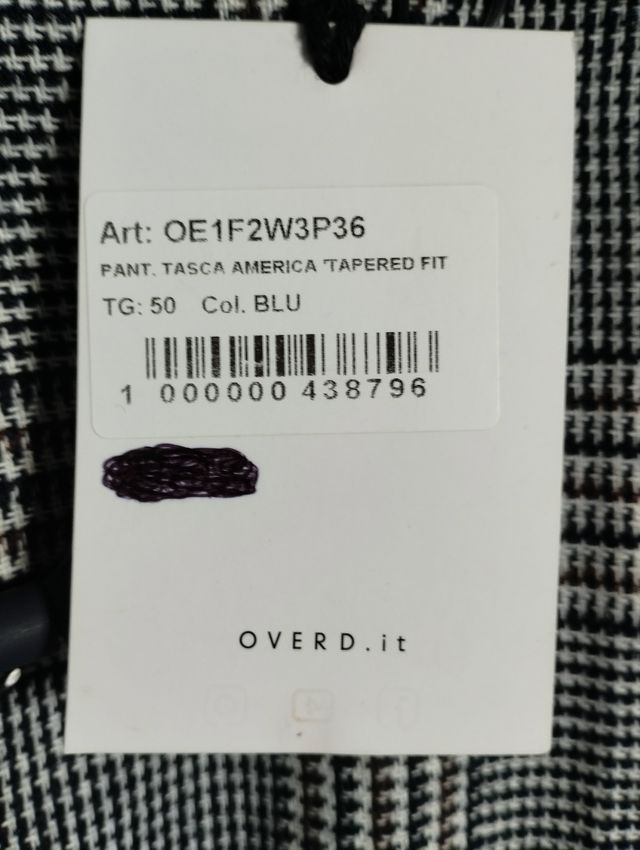 Art: OE1F2W3P36
PANT. TASCA AMERICA 'TAPERED FIT
TG: 50 Col. BLU
1 000000 438796
OVERD.it